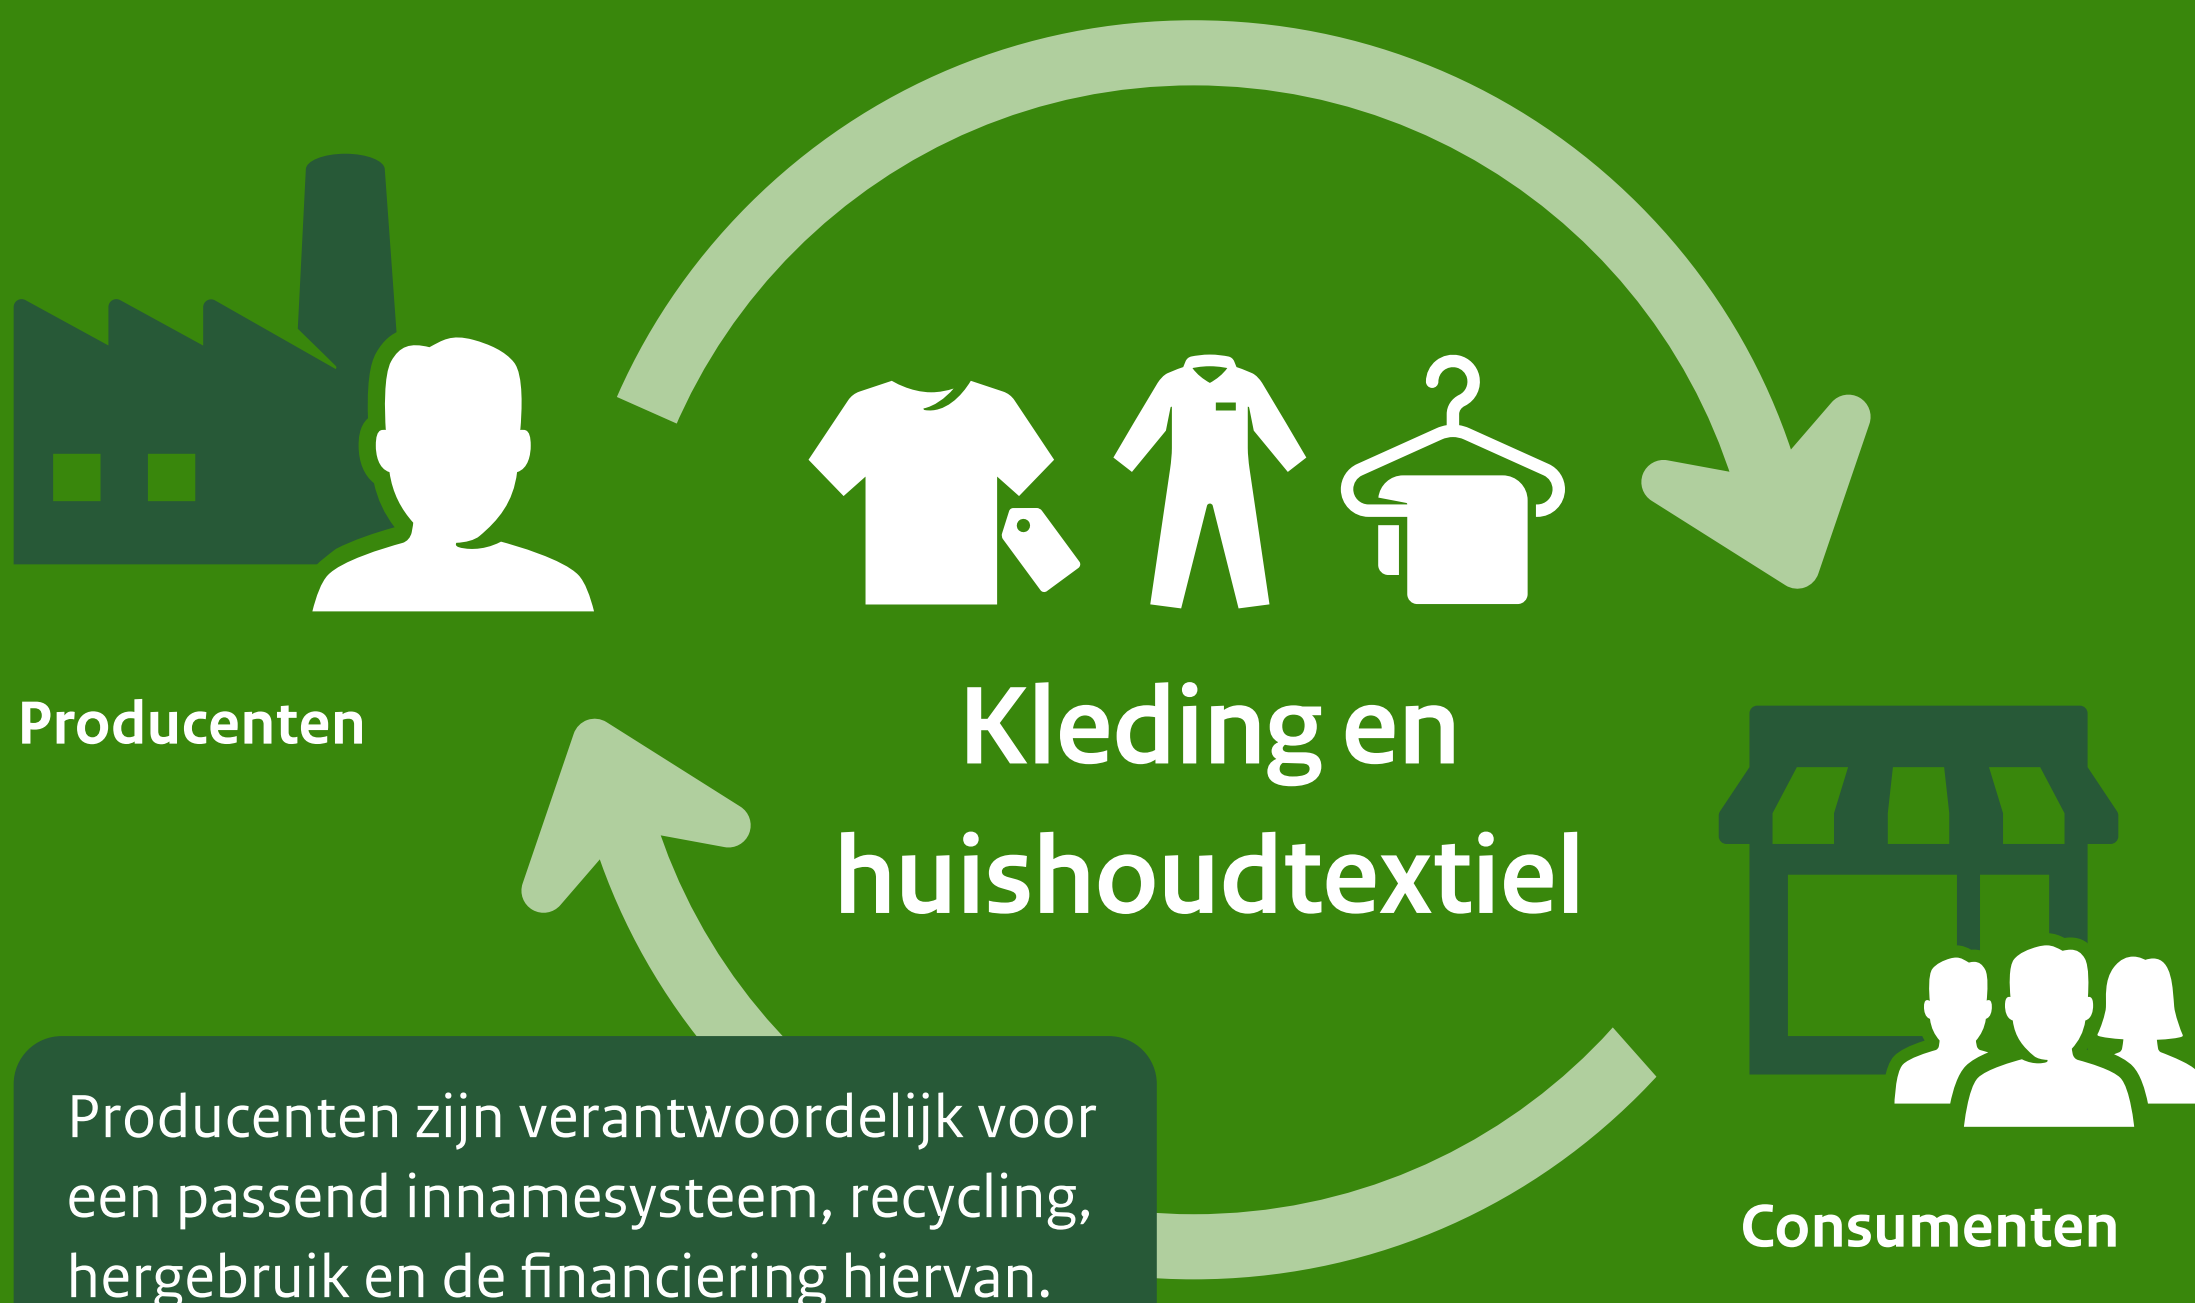 Producenten
Kleding en
huishoudtextiel
Producenten zijn verantwoordelijk voor
een passend innamesysteem, recycling,
hergebruik en de financiering hiervan.
Consumenten